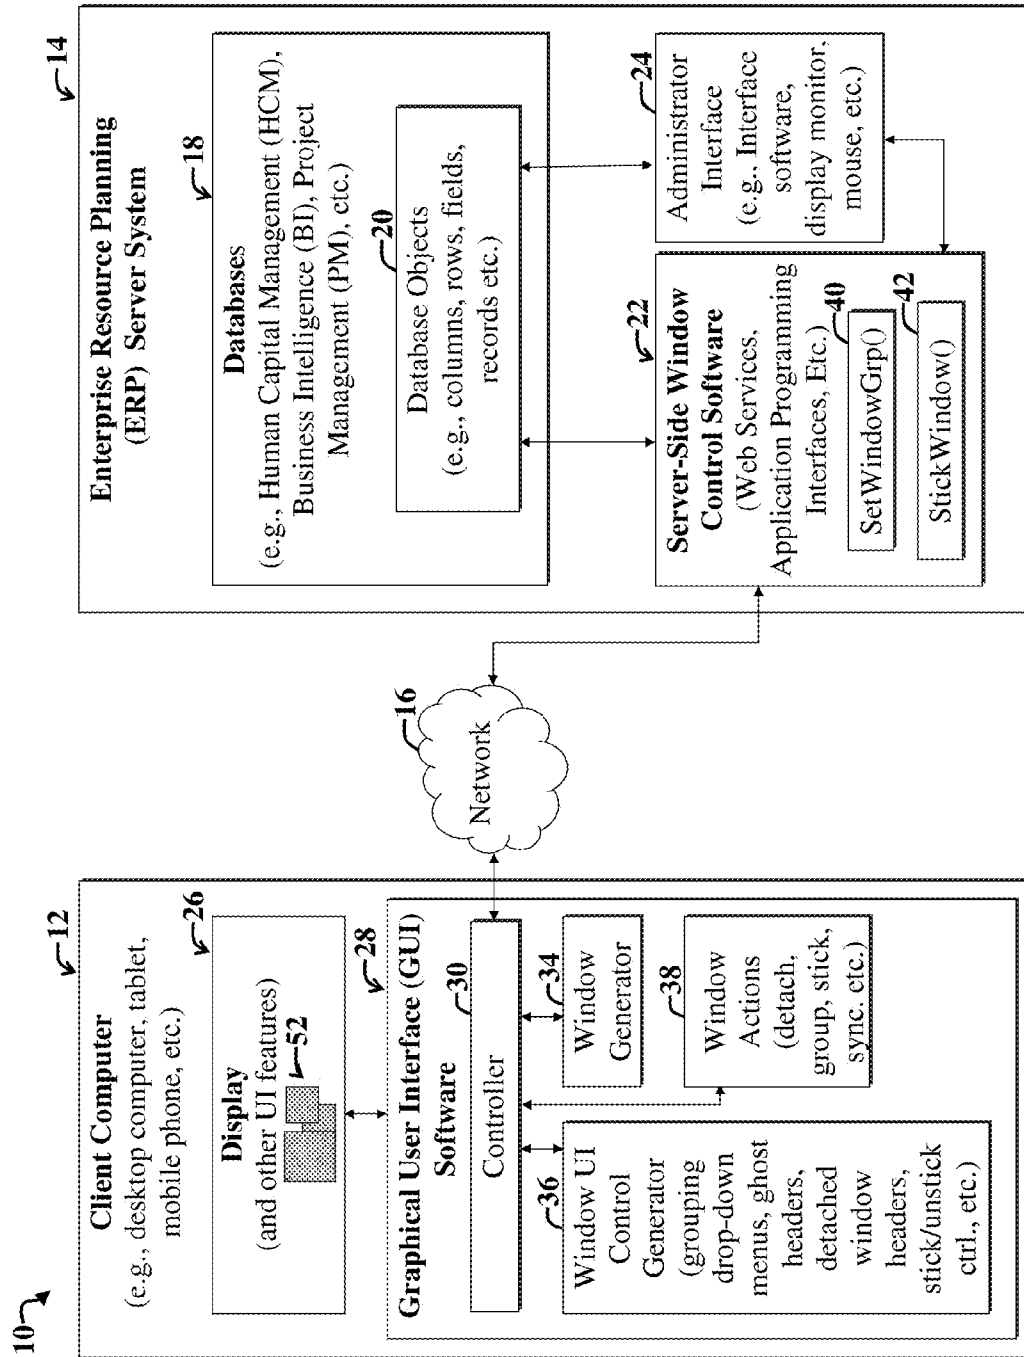 10
12
Client Computer
(e.g., desktop computer, tablet,
mobile phone, etc.)
26
Display
(and other UI features)
52
28
Graphical User Interface (GUI)
Software
30
Controller
36
Window UI
Control
Generator
(grouping
drop-down
menus, ghost
headers,
detached
window
headers,
stick/unstick
ctrl., etc.)
34
Window
Generator
38
Window
Actions
(detach,
group, stick,
sync. etc.)
16
Network
14
Enterprise Resource Planning
(ERP) Server System
18
Databases
(e.g., Human Capital Management (HCM),
Business Intelligence (BI), Project
Management (PM), etc.)
20
Database Objects
(e.g., columns, rows, fields,
records etc.)
22
Server-Side Window
Control Software
(Web Services,
Application Programming
Interfaces, Etc.)
40
SetWindowGrp()
42
StickWindow()
24
Administrator
Interface
(e.g., Interface
software,
display monitor,
mouse, etc.)